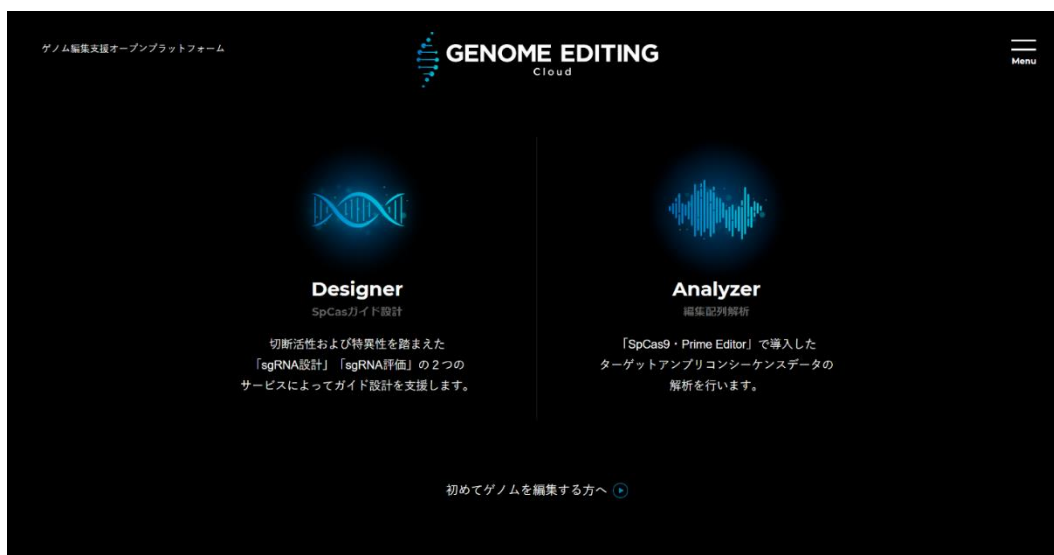 ゲノム編集支援オープンプラットフォーム
GENOME EDITING
Cloud
Menu
Designer
SpCasガイド設計
切断活性および特異性を踏まえた
「sgRNA設計」「sgRNA評価」の2つの
サービスによってガイド設計を支援します。
Analyzer
編集配列解析
「SpCas9・Prime Editor」で導入した
ターゲットアンプリコンシーケンスデータの
解析を行います。
初めてゲノムを編集する方へ